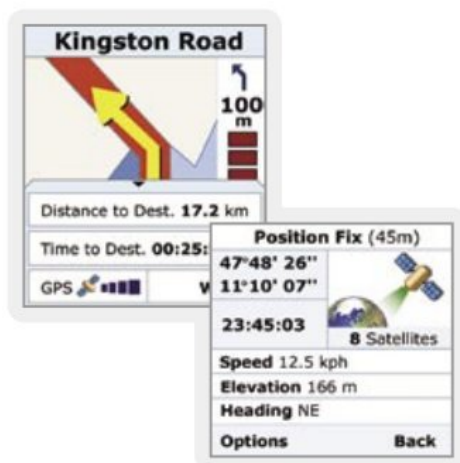 Kingston Road
100
m
Distance to Dest. 17.2 km
Time to Dest. 00:25:
GPS
Position Fix (45m)
47°48' 26''
11°10' 07''
23:45:03
8 Satellites
Speed 12.5 kph
Elevation 166 m
Heading NE
Options Back